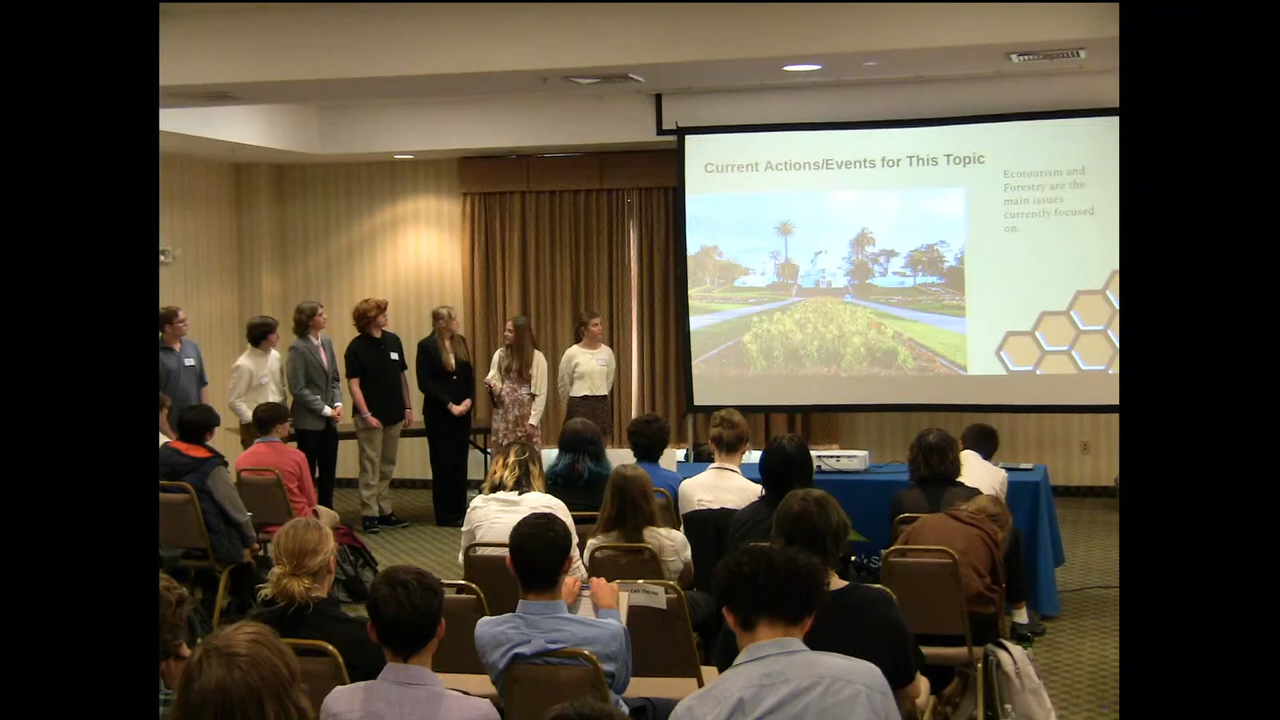 Current Actions/Events for This Topic
Ecotourism and
Forestry are the
main issues
currently focused
on.